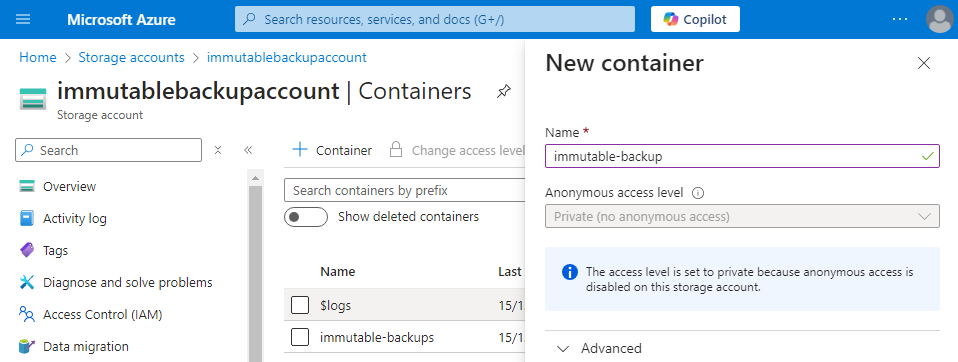 Microsoft Azure
Search resources, services, and docs (G+/)
Copilot
Home > Storage accounts > immutablebackupaccount
immutablebackupaccount | Containers
Storage account
Search
Overview
Activity log
Tags
Diagnose and solve problems
Access Control (IAM)
Data migration
+ Container
Change access level
Search containers by prefix
Show deleted containers
Name Last
$logs 15/1
immutable-backups 15/1
New container
Name *
immutable-backup
Anonymous access level
Private (no anonymous access)
The access level is set to private because anonymous access is
disabled on this storage account.
Advanced